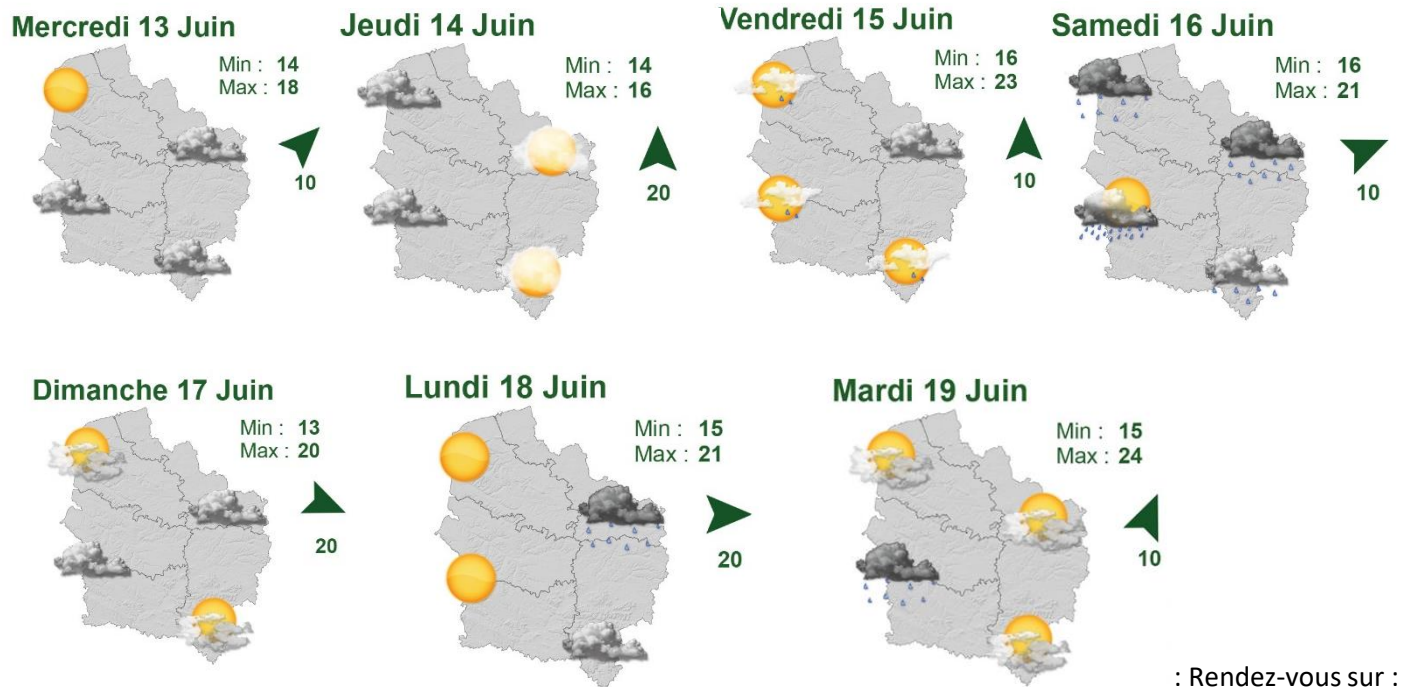 Mercredi 13 Juin
Min : 14
Max : 18
10
Jeudi 14 Juin
Min : 14
Max : 16
20
Vendredi 15 Juin
Min : 16
Max : 23
10
Samedi 16 Juin
Min : 16
Max : 21
10
Dimanche 17 Juin
Min : 13
Max : 20
20
Lundi 18 Juin
Min : 15
Max : 21
20
Mardi 19 Juin
Min : 15
Max : 24
10
: Rendez-vous sur :